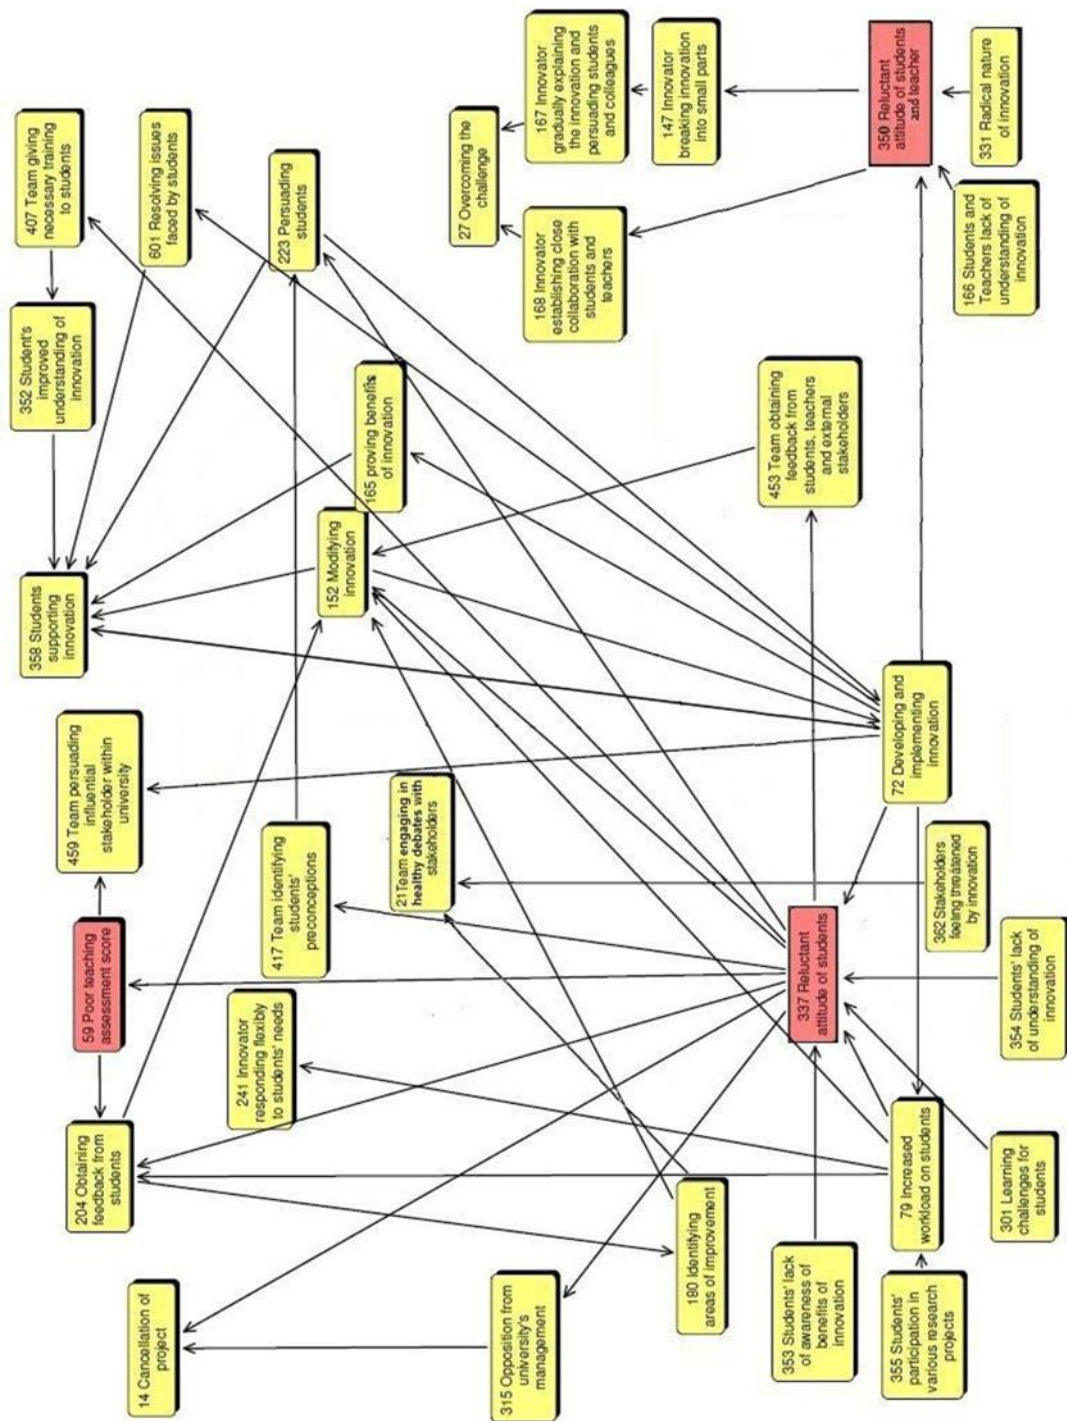 352 Student's
improved
understanding of
innovation
407 Team giving
necessary training
to students
358 Students
supporting
innovation
459 Team persuading
influential
stakeholder within
university
59 Poor teaching
assessment score
204 Obtaining
feedback from
students
14 Cancellation of
project
601 Resolving issues
faced by students
241 Innovator
responding flexibly
to students' needs
417 Team identifying
students'
preconceptions
223 Persuading
students
152 Modifying
innovation
165 proving benefits
of innovation
21Team engaging in
healthy debates with
stakeholders
27 Overcoming the
challenge
315 Opposition from
university's
management
168 Innovator
establishing close
collaboration with
students and
teachers
167 Innovator
gradually explaining
the innovation and
persuading students
and colleagues
180 Identifying
areas of improvement
147 Innovator
breaking innovation
into small parts
453 Team obtaining
feedback from
students, teachers
and external
stakeholders
353 Students' lack
of awareness of
benefits of
innovation
337 Reluctant
attitude of students
350 Reluctant
attitude of students
and teacher
355 Students'
participation in
various research
projects
79 Increased
workload on students
72 Developing and
implementing
innovation
362Stakeholders
feeling threatened
by innovation
166 Students and
Teachers lack of
understanding of
innovation
331 Radical nature
of innovation
301 Learning
challenges for
students
354 Students' lack
of understanding of
innovation